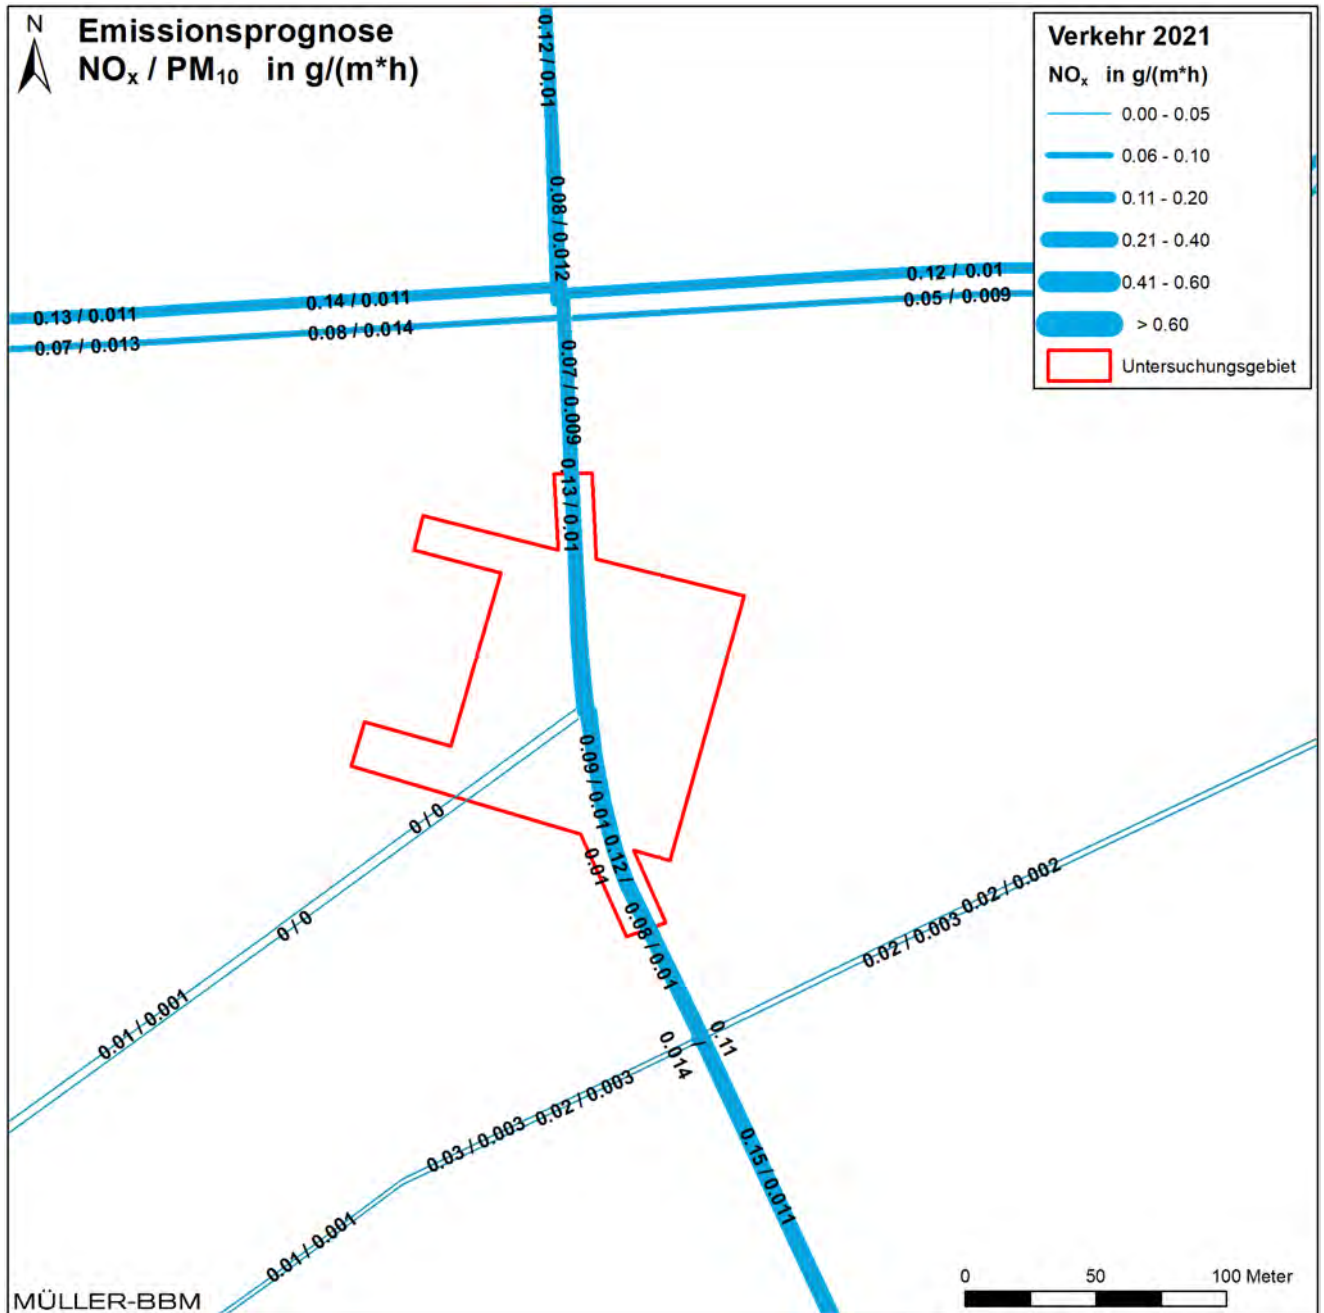 N
Emissionsprognose
NOₓ / PM₁₀ in g/(m*h)
Verkehr 2021
NOₓ in g/(m*h)
0.00 - 0.05
0.06 - 0.10
0.11 - 0.20
0.21 - 0.40
0.41 - 0.60
> 0.60
Untersuchungsgebiet
0.12 / 0.01
0.08 / 0.012
0.13 / 0.011
0.14 / 0.011
0.12 / 0.01
0.07 / 0.013
0.08 / 0.014
0.05 / 0.009
0.07 / 0.009
0.13 / 0.01
0.09 / 0.01
0.12 /
0.01
0 / 0
0 / 0
0.01 / 0.001
0.08 / 0.01
0.02 / 0.002
0.02 / 0.003
0.11
/
0.014
0.02 / 0.003
0.03 / 0.003
0.01 / 0.001
0.15 / 0.011
0 50 100 Meter
MÜLLER-BBM